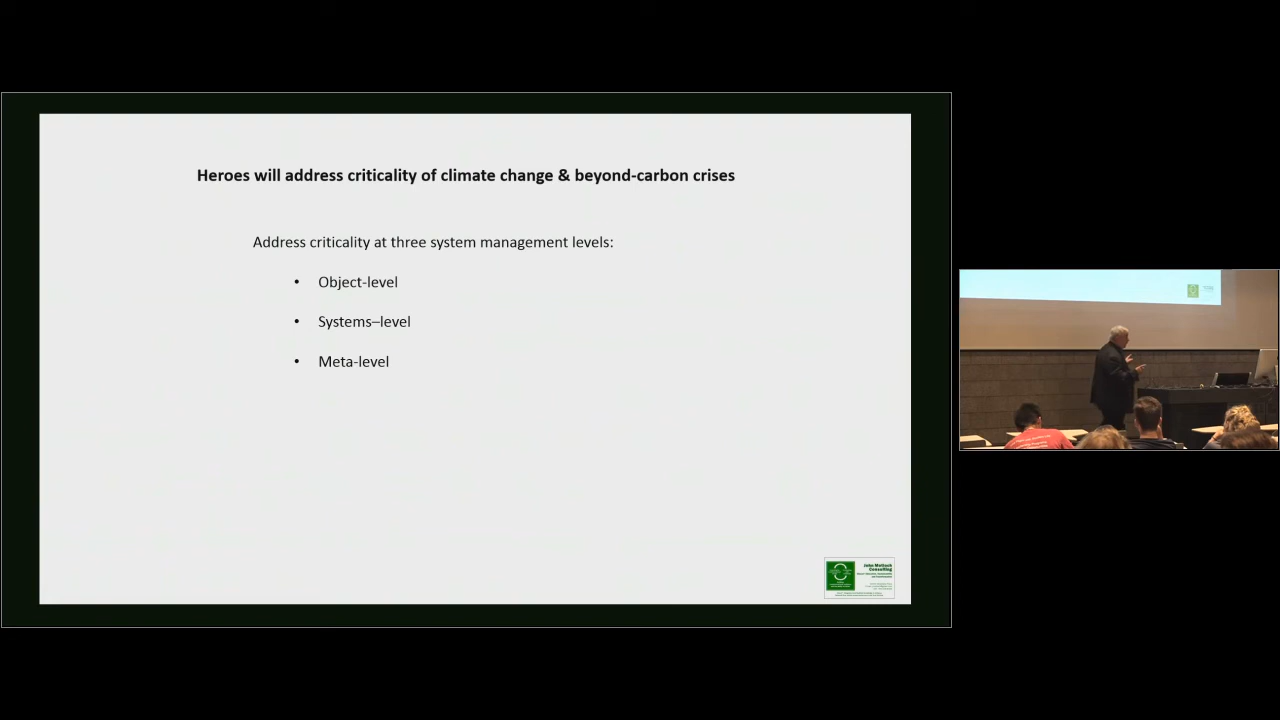 Heroes will address criticality of climate change & beyond-carbon crises
Address criticality at three system management levels:
• Object-level
• Systems–level
• Meta-level
Consulting